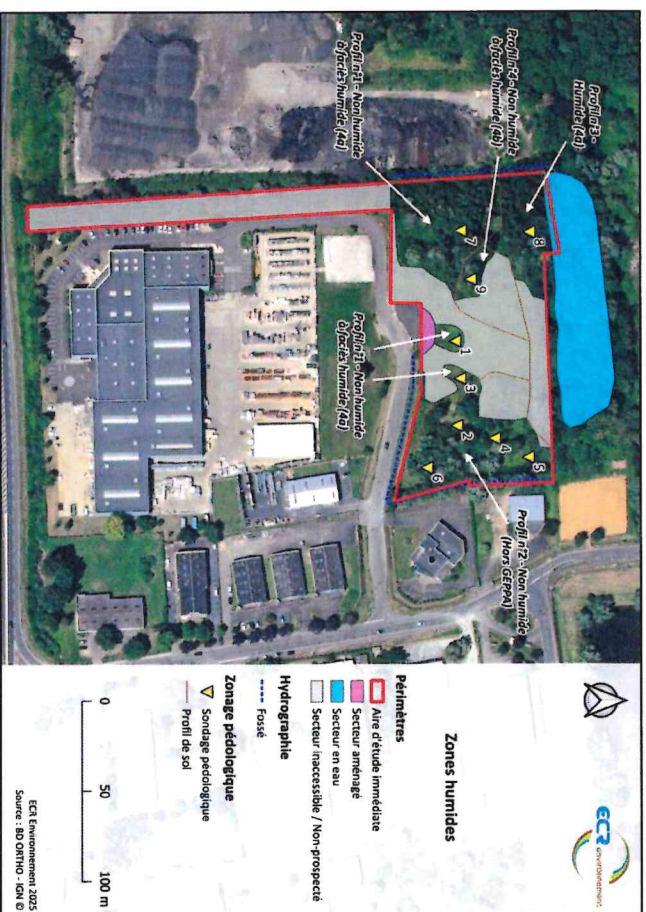 Profil n°3 -
Humide (4a)
Profil n°4 - Non humide
à faciès humide (4b)
Profil n°1 - Non humide
à faciès humide (4a)
Profil n°1 - Non humide
à faciès humide (4a)
Profil n°2 - Non humide
(Hors GEPPA)
8
7
9
1
3
2
4
5
6
ECR
environnement
Zones humides
Périmètres
Aire d'étude immédiate
Secteur aménagé
Secteur en eau
Secteur inaccessible / Non-prospecté
Hydrographie
Fossé
Zonage pédologique
Sondage pédologique
Profil de sol
0 50 100 m
ECR Environnement 2025
Source : BD ORTHO - IGN ©